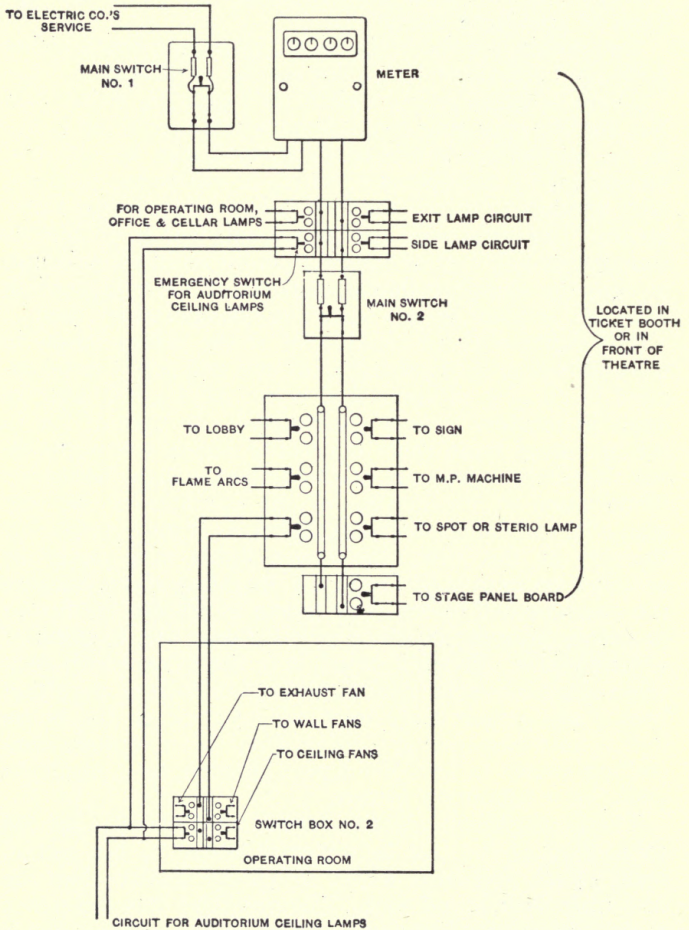 TO ELECTRIC CO.'S
SERVICE
MAIN SWITCH
NO. 1
METER
FOR OPERATING ROOM,
OFFICE & CELLAR LAMPS
EXIT LAMP CIRCUIT
SIDE LAMP CIRCUIT
EMERGENCY SWITCH
FOR AUDITORIUM
CEILING LAMPS
MAIN SWITCH
NO. 2
LOCATED IN
TICKET BOOTH
OR IN
FRONT OF
THEATRE
TO LOBBY
TO SIGN
TO
FLAME ARCS
TO M.P. MACHINE
TO SPOT OR STERIO LAMP
TO STAGE PANEL BOARD
TO EXHAUST FAN
TO WALL FANS
TO CEILING FANS
SWITCH BOX NO. 2
OPERATING ROOM
CIRCUIT FOR AUDITORIUM CEILING LAMPS